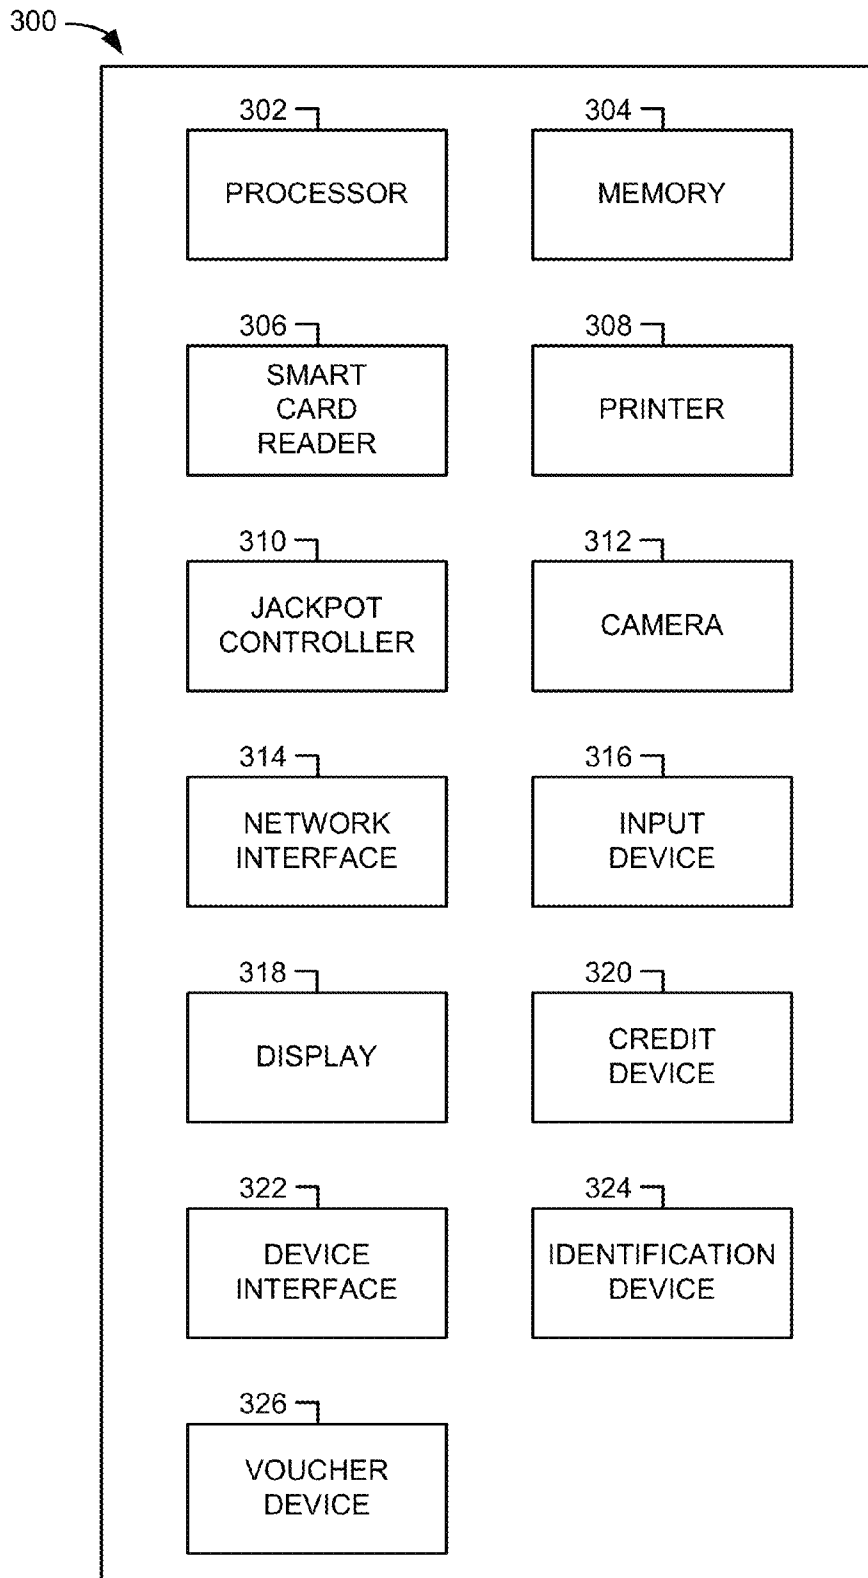 300
302
304
PROCESSOR
MEMORY
306
308
SMART
CARD
READER
PRINTER
310
312
JACKPOT
CONTROLLER
CAMERA
314
316
NETWORK
INTERFACE
INPUT
DEVICE
318
320
DISPLAY
CREDIT
DEVICE
322
324
DEVICE
INTERFACE
IDENTIFICATION
DEVICE
326
VOUCHER
DEVICE